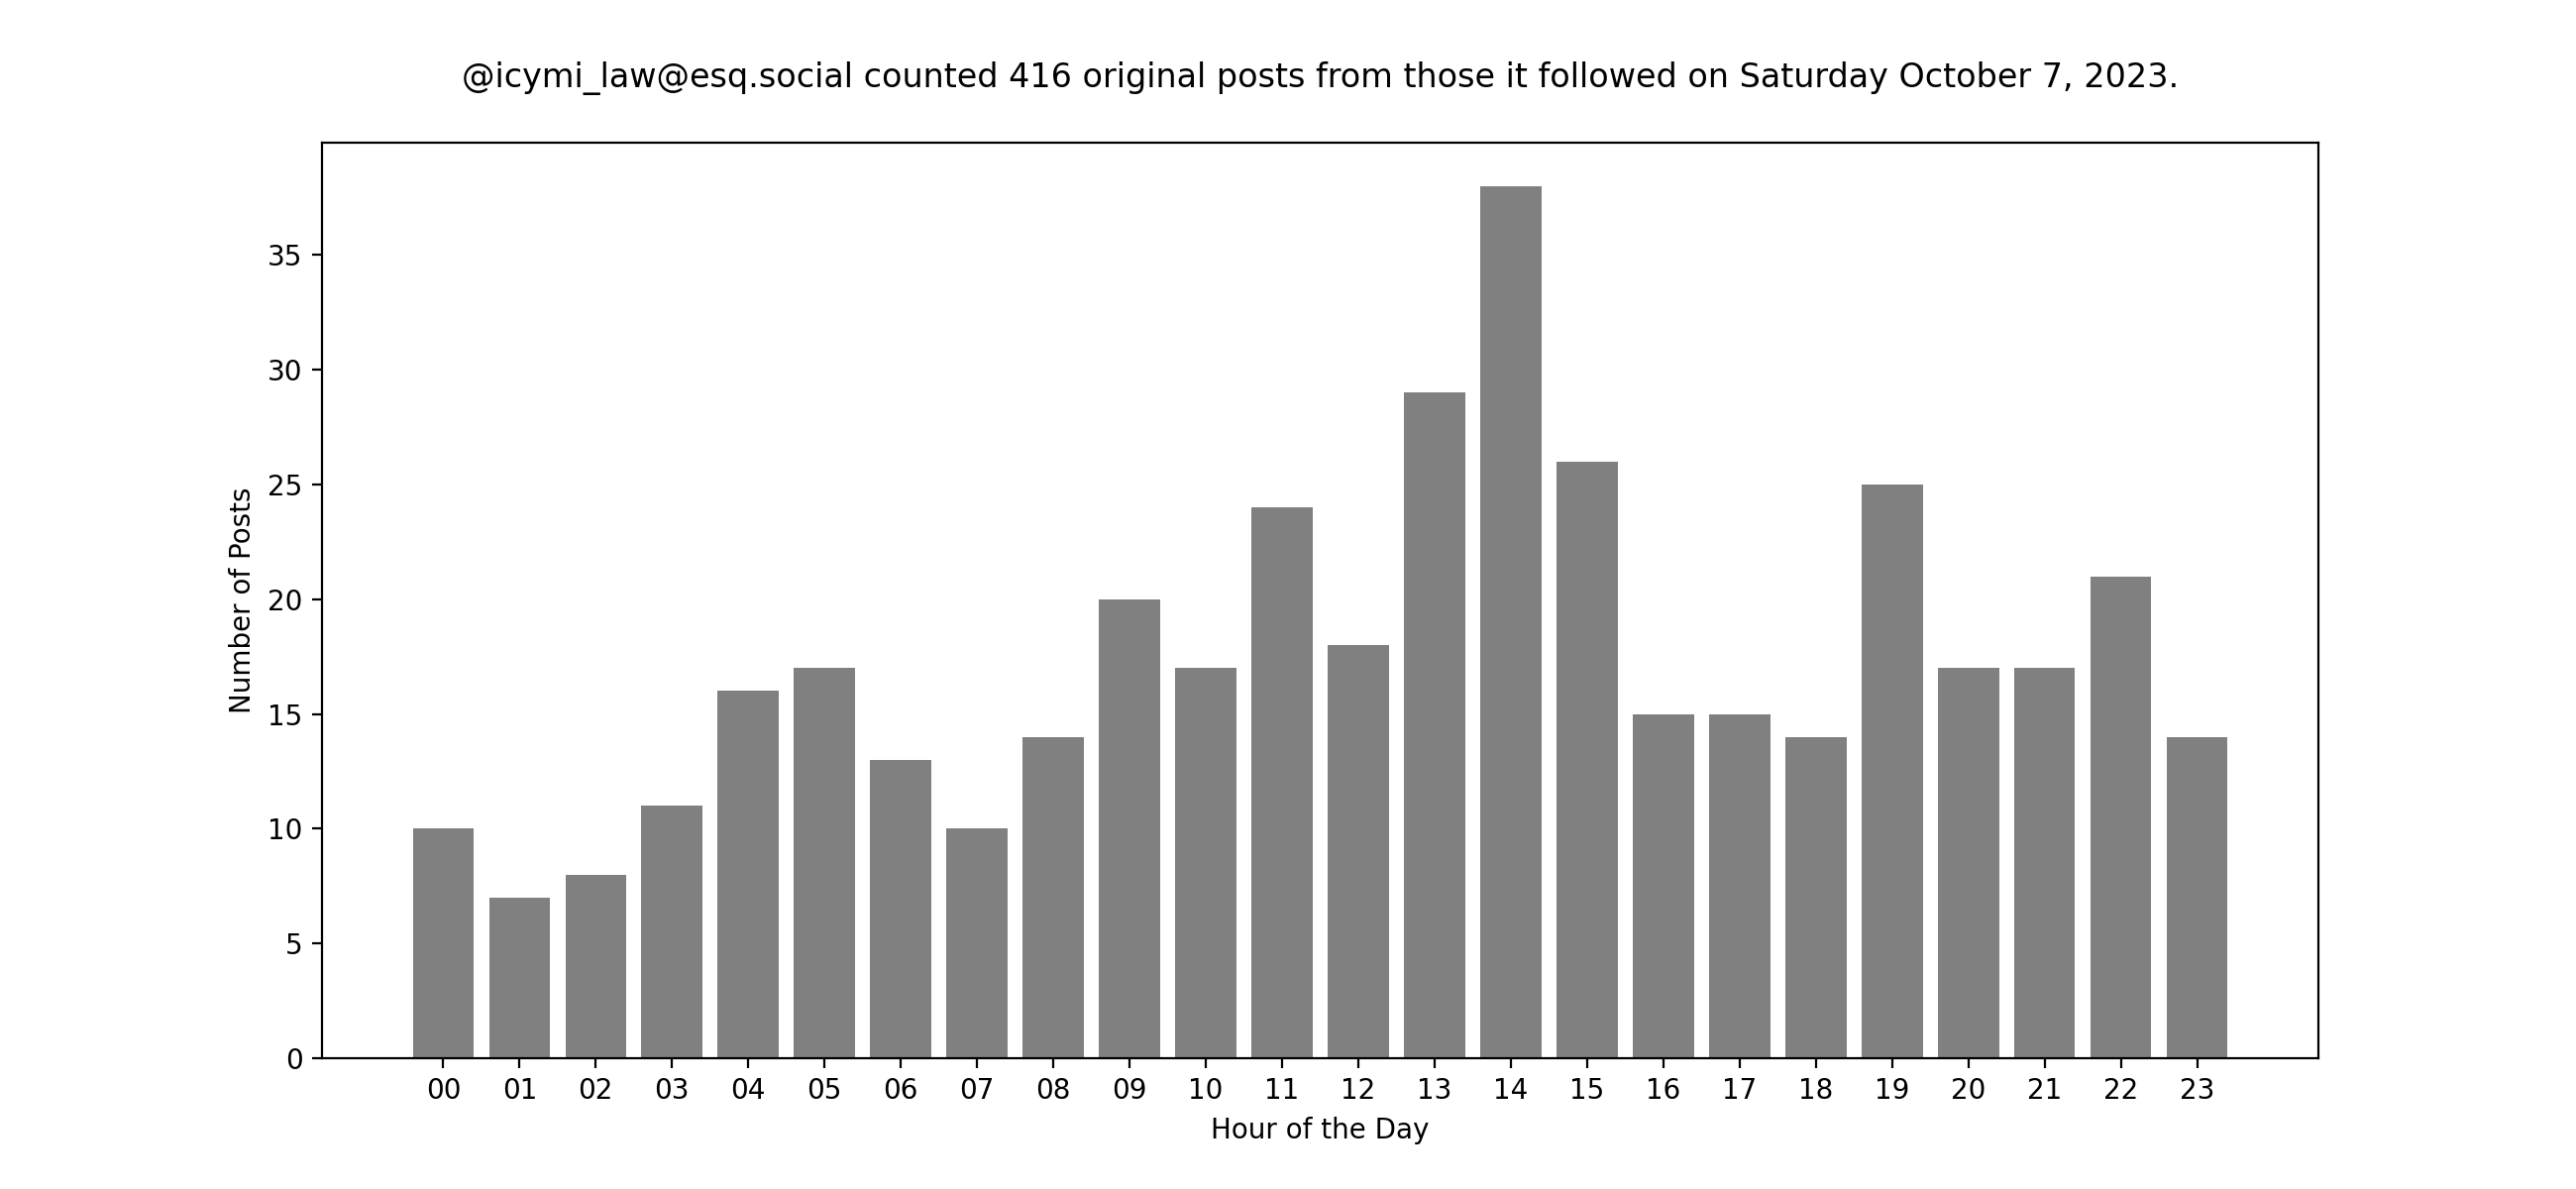 @icymi_law@esq.social counted 416 original posts from those it followed on Saturday October 7, 2023.
35
30
25
20
15
10
5
0
Number of Posts
00 01 02 03 04 05 06 07 08 09 10 11 12 13 14 15 16 17 18 19 20 21 22 23
Hour of the Day